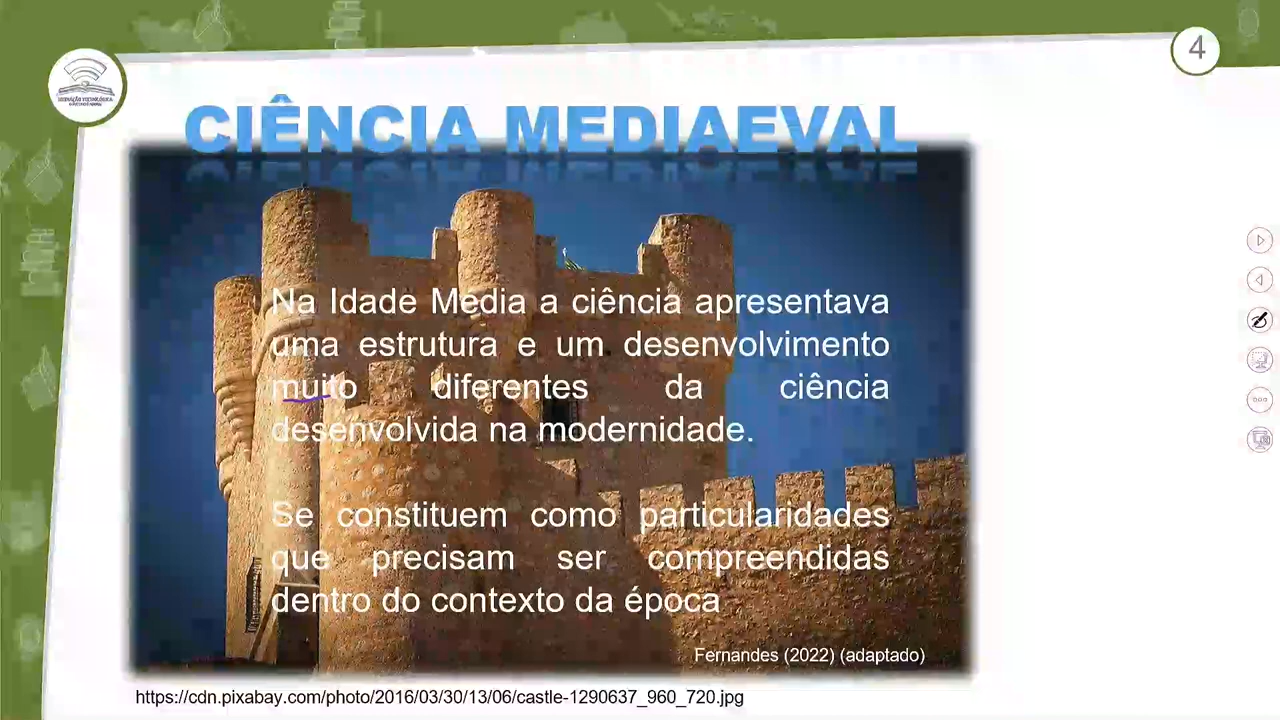 4
CIÊNCIA MEDIAEVAL
Na Idade Média a ciência apresentava
uma estrutura e um desenvolvimento
muito diferentes da ciência
desenvolvida na modernidade.
Se constituem como particularidades
que precisam ser compreendidas
dentro do contexto da época
Fernandes (2022) (adaptado)
https://cdn.pixabay.com/photo/2016/03/30/13/06/castle-1290637_960_720.jpg